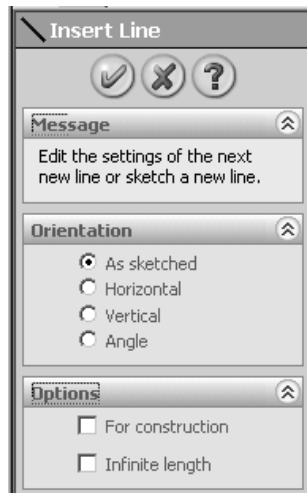 Insert Line
?
Message
Edit the settings of the next
new line or sketch a new line.
Orientation
As sketched
Horizontal
Vertical
Angle
Options
For construction
Infinite length